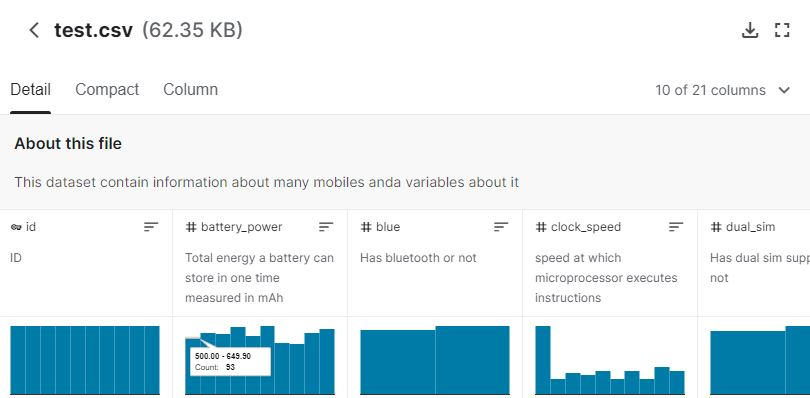 test.csv (62.35 KB)
Detail Compact Column 10 of 21 columns
About this file
This dataset contain information about many mobiles anda variables about it
id
ID
# battery_power
Total energy a battery can
store in one time
measured in mAh
# blue
Has bluetooth or not
# clock_speed
speed at which
microprocessor executes
instructions
# dual_sim
Has dual sim supp
not
500.00 - 649.90
Count: 93